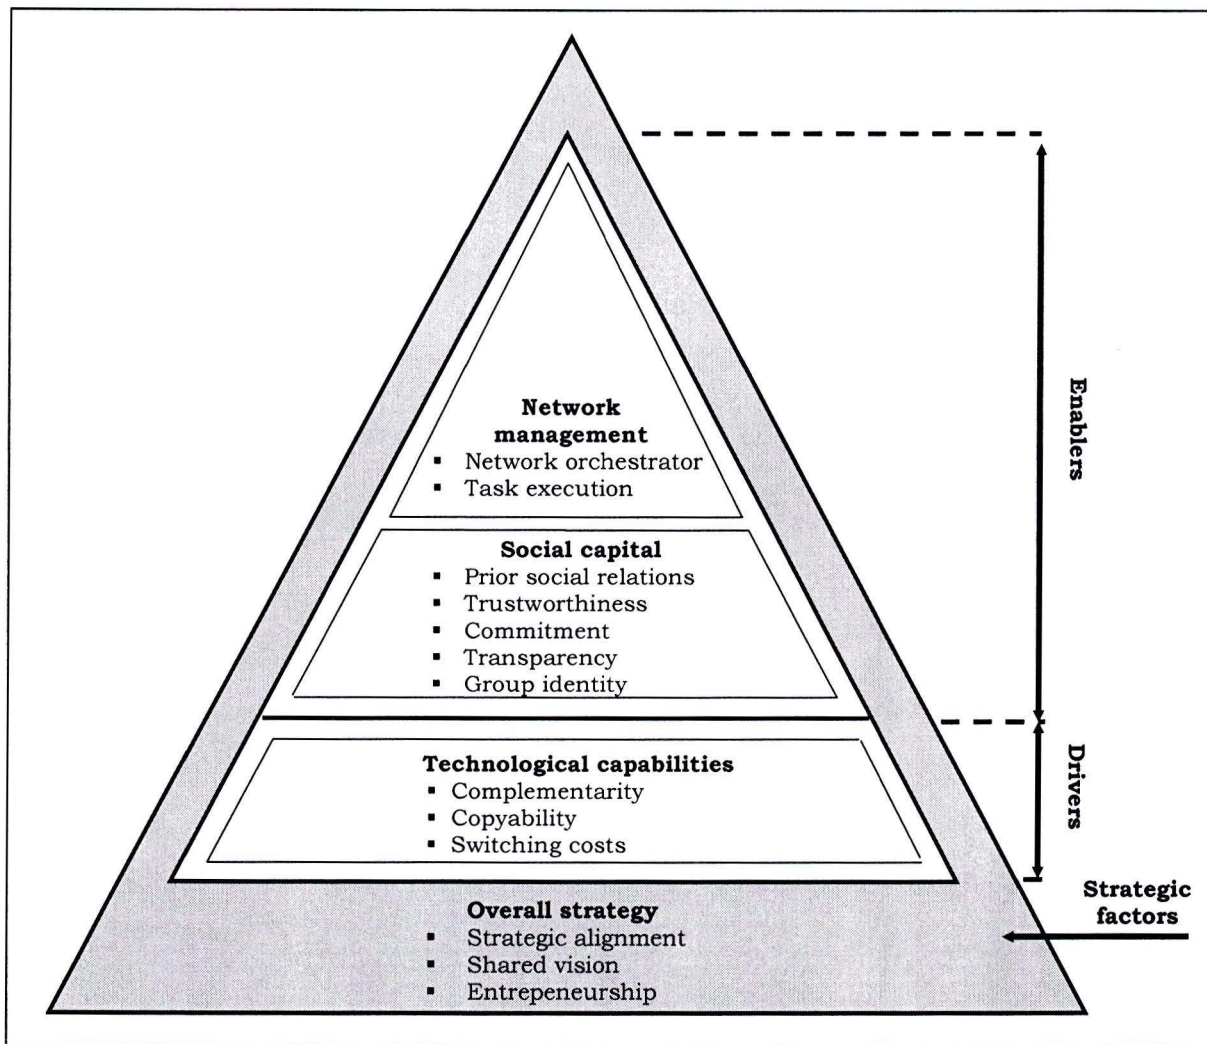 Network
management
▪ Network orchestrator
▪ Task execution
Social capital
▪ Prior social relations
▪ Trustworthiness
▪ Commitment
▪ Transparency
▪ Group identity
Technological capabilities
▪ Complementarity
▪ Copyability
▪ Switching costs
Overall strategy
▪ Strategic alignment
▪ Shared vision
▪ Entrepeneurship
Enablers
Drivers
Strategic
factors